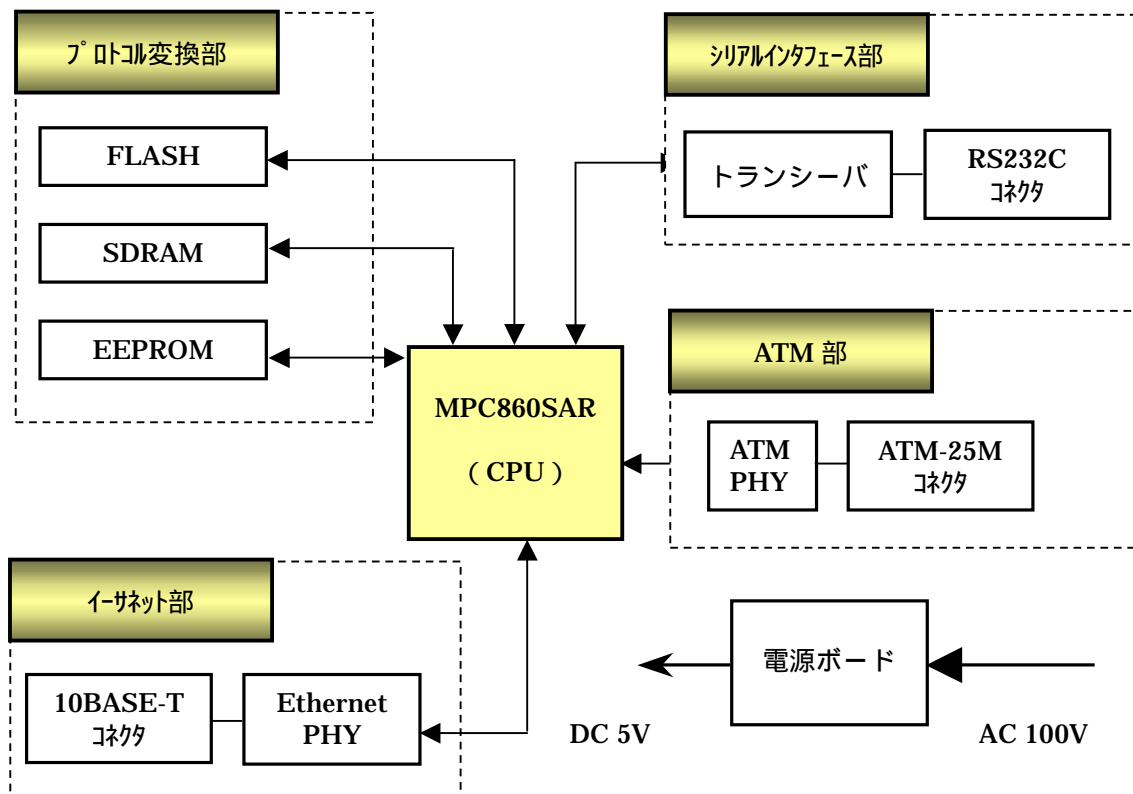 ﾌﾟﾛﾄｺﾙ変換部
FLASH
SDRAM
EEPROM
ｼﾘｱﾙｲﾝﾀﾌｪｰｽ部
トランシーバ
RS232C
ｺﾈｸﾀ
MPC860SAR
（CPU）
ATM 部
ATM
PHY
ATM-25M
ｺﾈｸﾀ
ｲｰｻﾈｯﾄ部
10BASE-T
ｺﾈｸﾀ
Ethernet
PHY
電源ボード
DC 5V
AC 100V